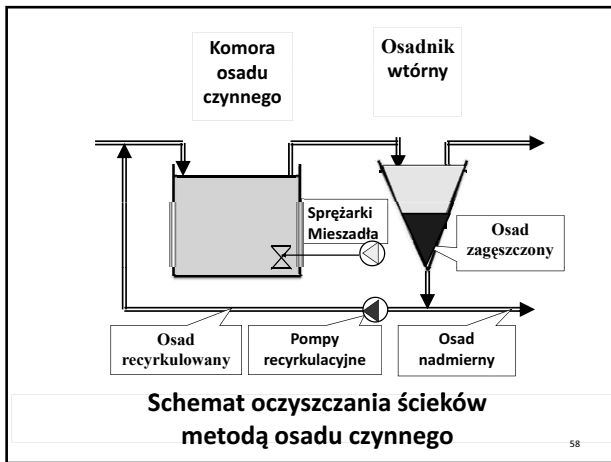 Komora
osadu
czynnego
Osadnik
wtórny
Sprężarki
Mieszadła
Osad
zagęszczony
Osad
recyrkulowany
Pompy
recyrkulacyjne
Osad
nadmierny
Schemat oczyszczania ścieków
metodą osadu czynnego
58